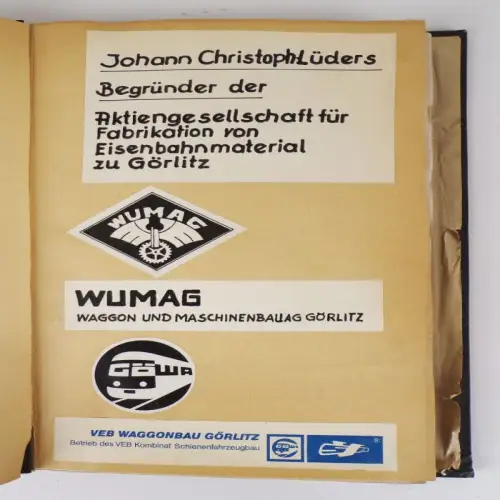 Johann Christoph Lüders
Begründer der
Aktiengesellschaft für
Fabrikation von
Eisenbahnmaterial
zu Görlitz
WUMAG
WUMAG
WAGGON UND MASCHINENBAU AG GÖRLITZ
GÖWA
VEB WAGGONBAU GÖRLITZ
Betrieb des VEB Kombinat Schienenfahrzeugbau
GÖWA
®